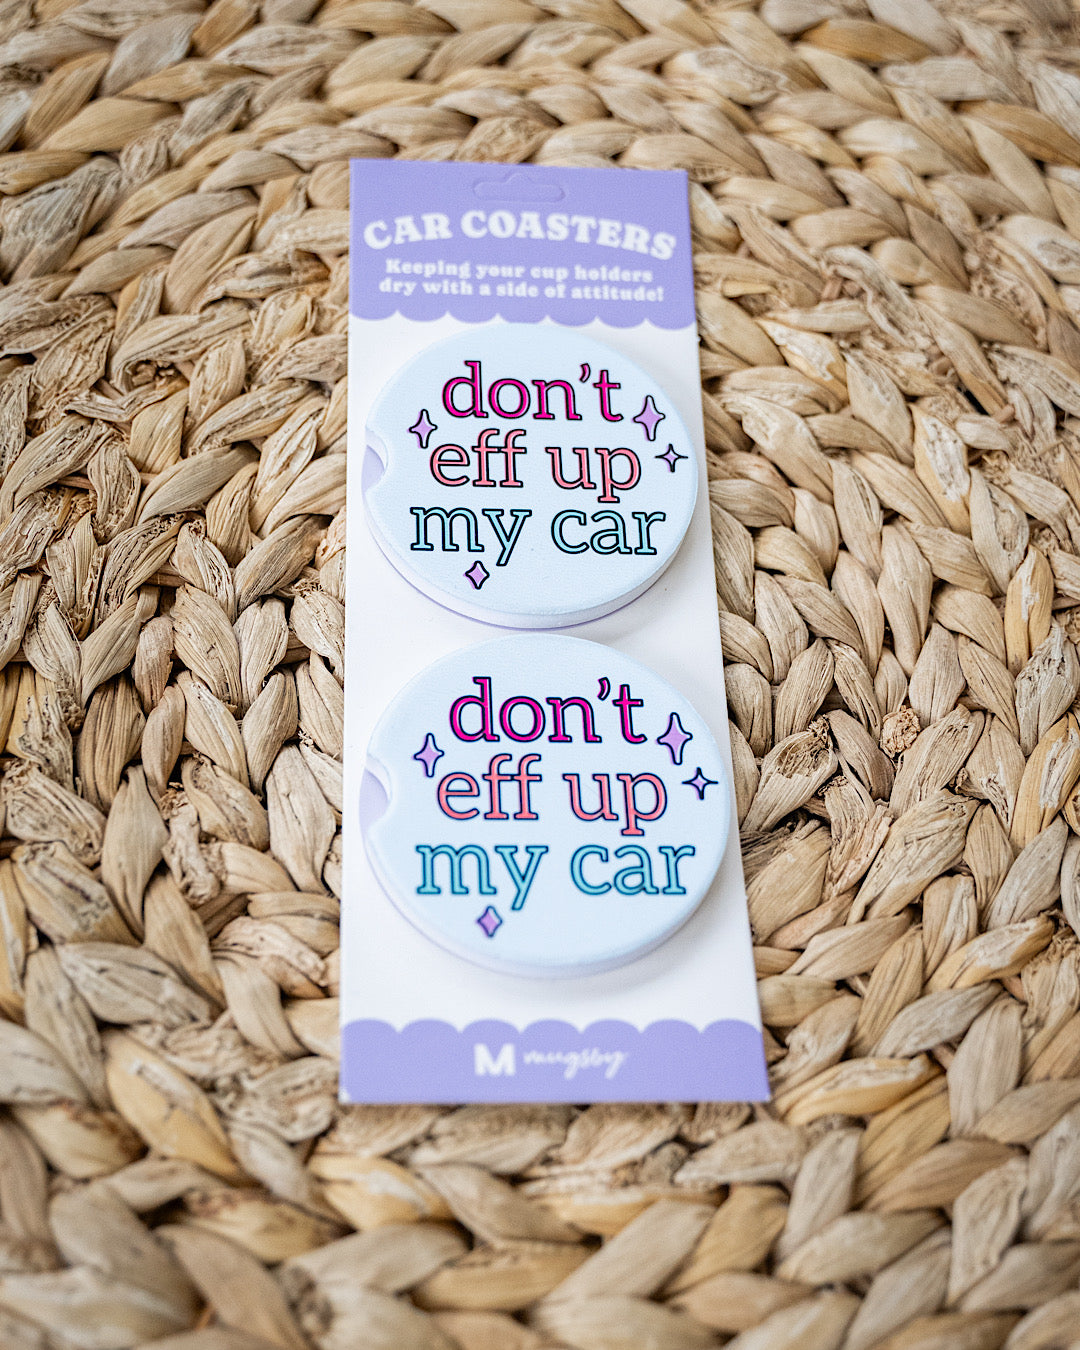 CAR COASTERS
Keeping your cup holders
dry with a side of attitude!
don't
eff up
my car
don't
eff up
my car
M mugsby